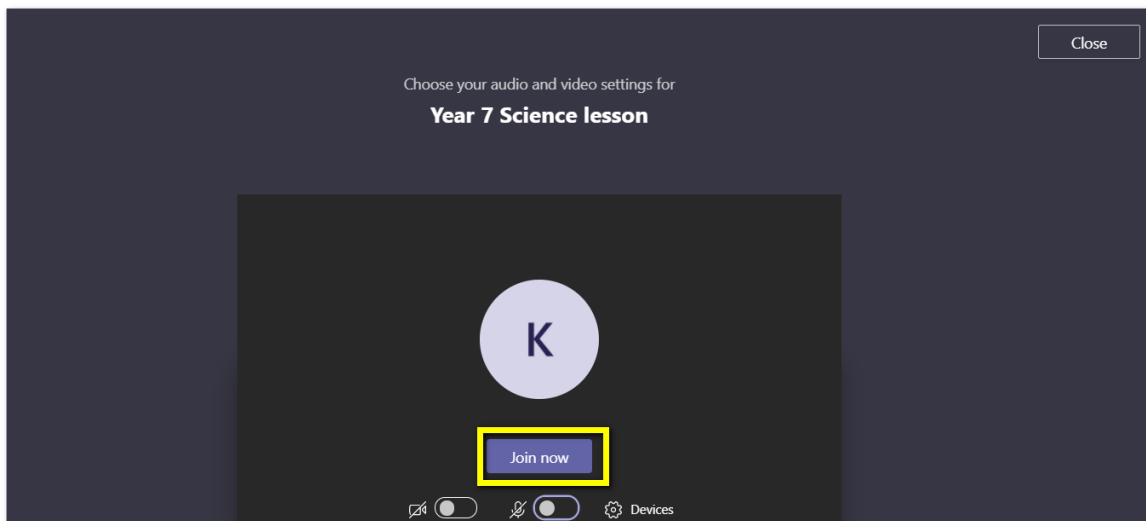 Close
Choose your audio and video settings for
Year 7 Science lesson
K
Join now
Devices